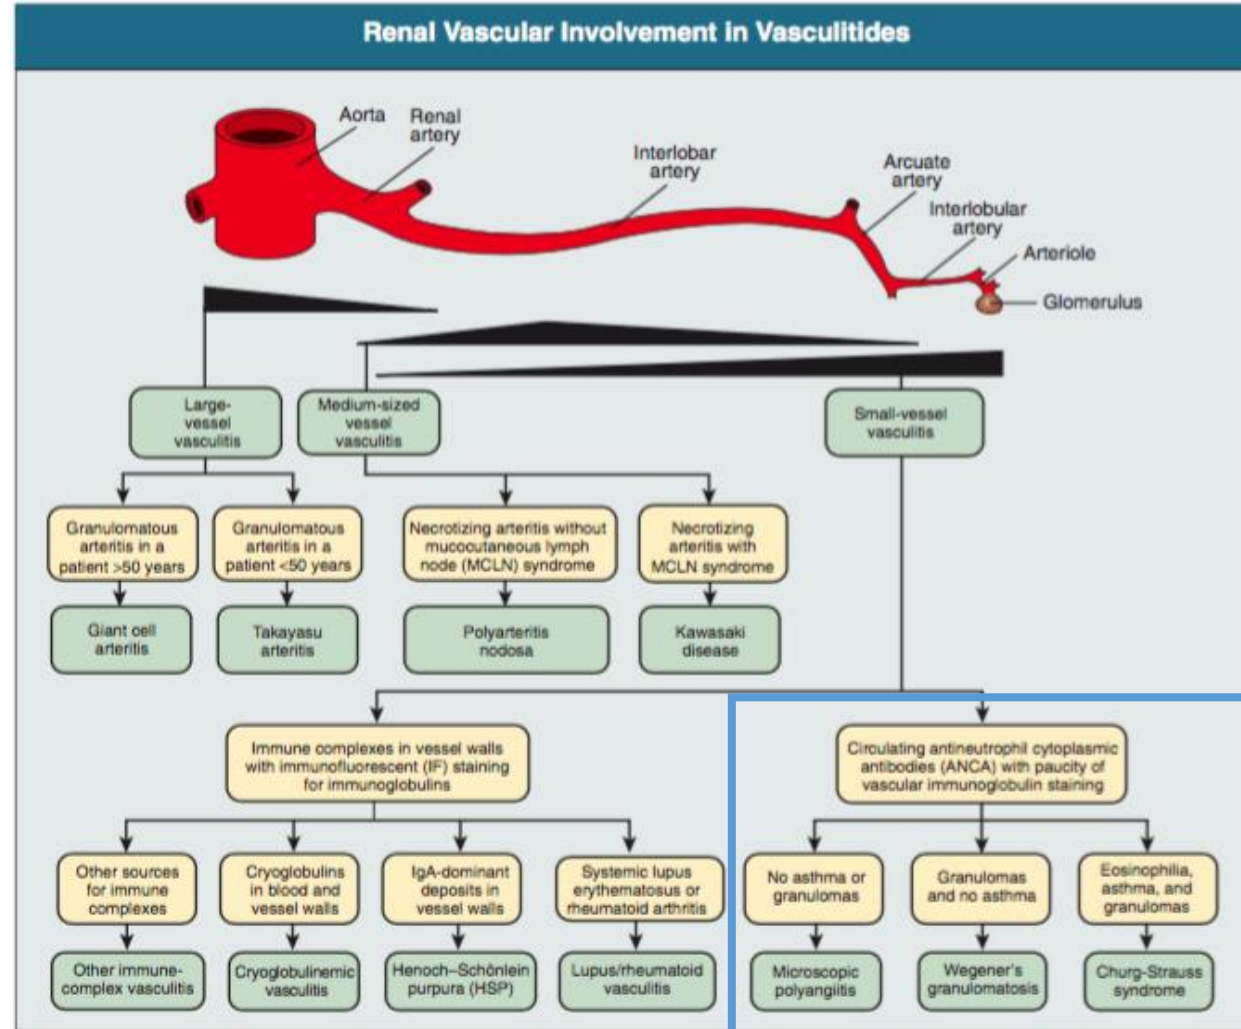 Renal Vascular Involvement in Vasculitides
Aorta
Renal
artery
Interlobar
artery
Arcuate
artery
Interlobular
artery
Arteriole
Glomerulus
Large-
vessel
vasculitis
Medium-sized
vessel
vasculitis
Small-vessel
vasculitis
Granulomatous
arteritis in a
patient >50 years
Granulomatous
arteritis in a
patient <50 years
Necrotizing arteritis without
mucocutaneous lymph
node (MCLN) syndrome
Necrotizing
arteritis with
MCLN syndrome
Giant cell
arteritis
Takayasu
arteritis
Polyarteritis
nodosa
Kawasaki
disease
Immune complexes in vessel walls
with immunofluorescent (IF) staining
for immunoglobulins
Circulating antineutrophil cytoplasmic
antibodies (ANCA) with paucity of
vascular immunoglobulin staining
Other sources
for immune
complexes
Cryoglobulins
in blood and
vessel walls
IgA-dominant
deposits in
vessel walls
Systemic lupus
erythematosus or
rheumatoid arthritis
No asthma or
granulomas
Granulomas
and no asthma
Eosinophilia,
asthma, and
granulomas
Other immune-
complex vasculitis
Cryoglobulinemic
vasculitis
Henoch–Schönlein
purpura (HSP)
Lupus/rheumatoid
vasculitis
Microscopic
polyangiitis
Wegener's
granulomatosis
Churg-Strauss
syndrome